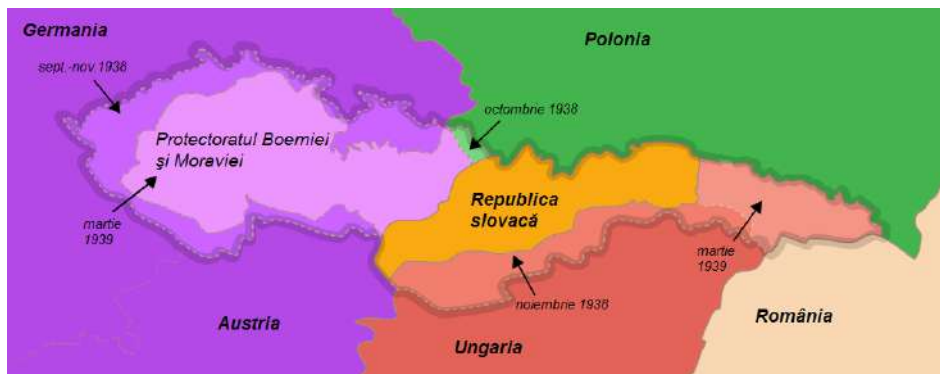 Germania
Polonia
sept.-nov.1938
octombrie 1938
Protectoratul Boemiei
și Moraviei
Republica
slovacă
martie
1939
martie
1939
noiembrie 1938
Austria
Ungaria
România